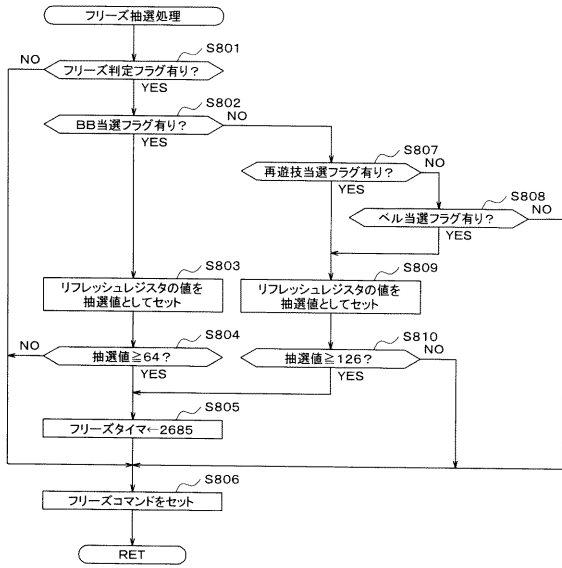 フリーズ抽選処理
S801
NO
フリーズ判定フラグ有り?
YES
S802
BB当選フラグ有り?
NO
YES
S807
再遊技当選フラグ有り?
NO
YES
S808
ベル当選フラグ有り?
NO
YES
S803
リフレッシュレジスタの値を
抽選値としてセット
S809
リフレッシュレジスタの値を
抽選値としてセット
S804
NO
抽選値≧64?
YES
S810
抽選値≧126?
NO
YES
S805
フリーズタイマ←2685
S806
フリーズコマンドをセット
RET